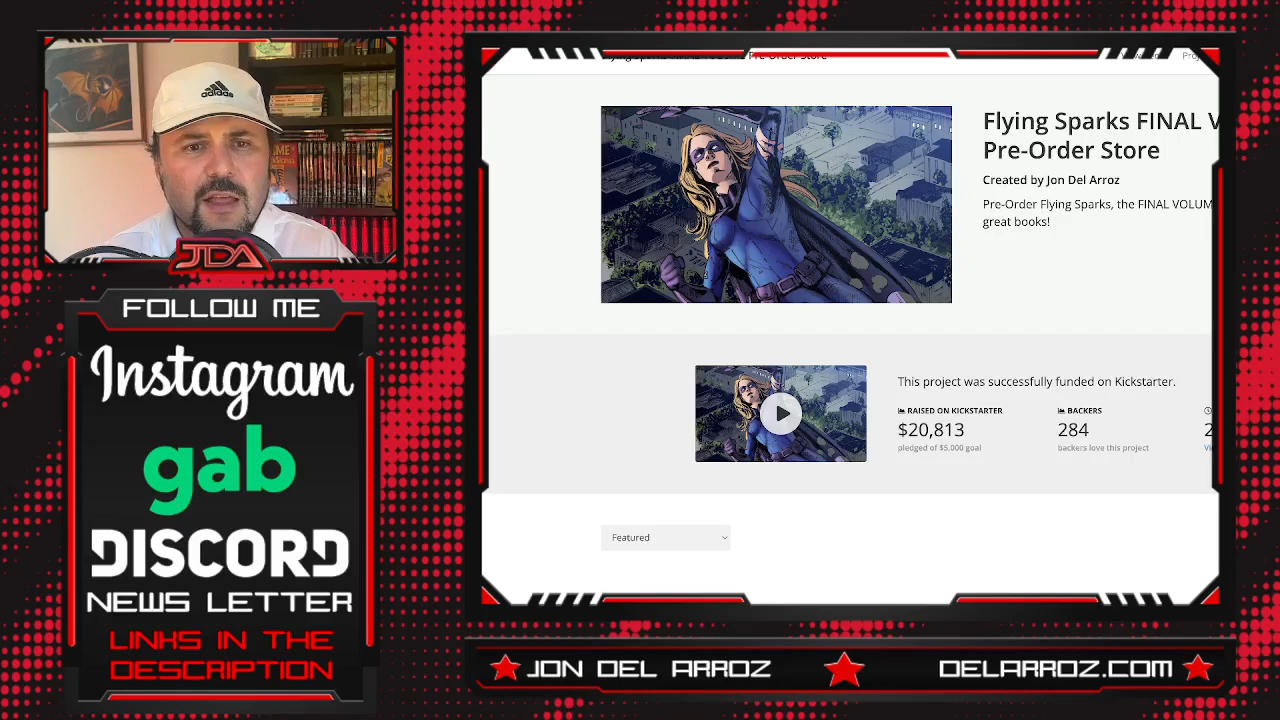 adidas
JDA
FOLLOW ME
Instagram
gab
DISCORD
NEWS LETTER
LINKS IN THE
DESCRIPTION
Flying Sparks FINAL V
Pre-Order Store
Created by Jon Del Arroz
Pre-Order Flying Sparks, the FINAL VOLUM
great books!
This project was successfully funded on Kickstarter.
RAISED ON KICKSTARTER
$20,813
pledged of $5,000 goal
BACKERS
284
backers love this project
2
Featured
JON DEL ARROZ
DELARROZ.COM